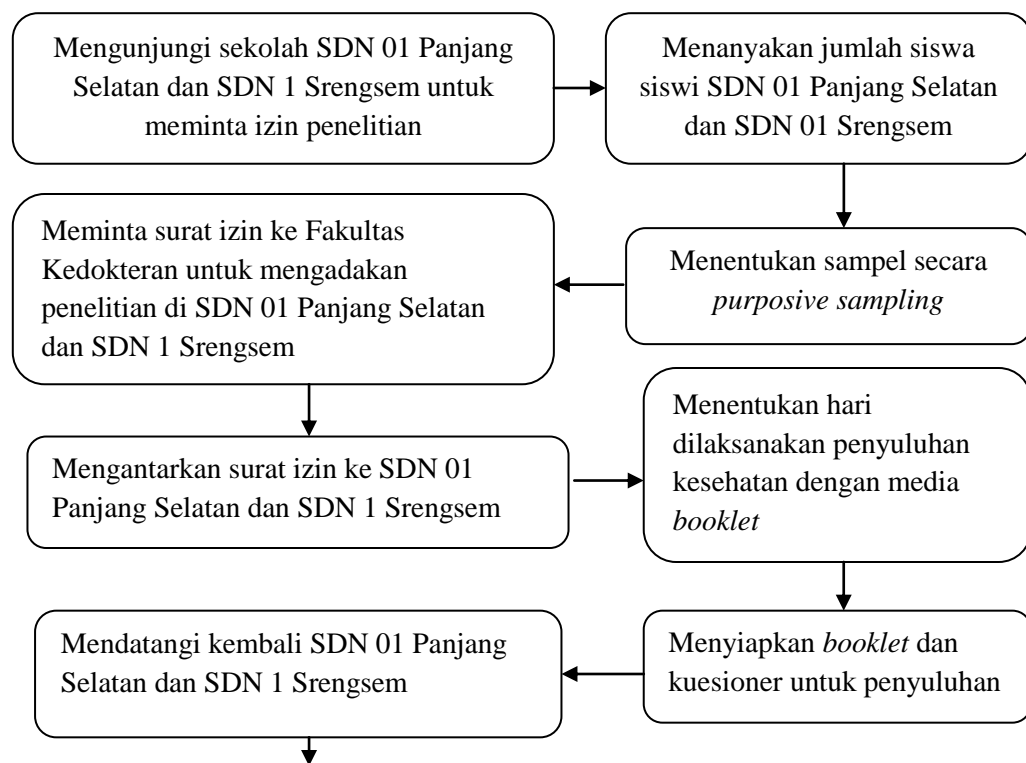 Mengunjungi sekolah SDN 01 Panjang
Selatan dan SDN 1 Srengsem untuk
meminta izin penelitian
Menanyakan jumlah siswa
siswi SDN 01 Panjang Selatan
dan SDN 01 Srengsem
Menentukan sampel secara
purposive sampling
Meminta surat izin ke Fakultas
Kedokteran untuk mengadakan
penelitian di SDN 01 Panjang Selatan
dan SDN 1 Srengsem
Mengantarkan surat izin ke SDN 01
Panjang Selatan dan SDN 1 Srengsem
Menentukan hari
dilaksanakan penyuluhan
kesehatan dengan media
booklet
Menyiapkan booklet dan
kuesioner untuk penyuluhan
Mendatangi kembali SDN 01 Panjang
Selatan dan SDN 1 Srengsem